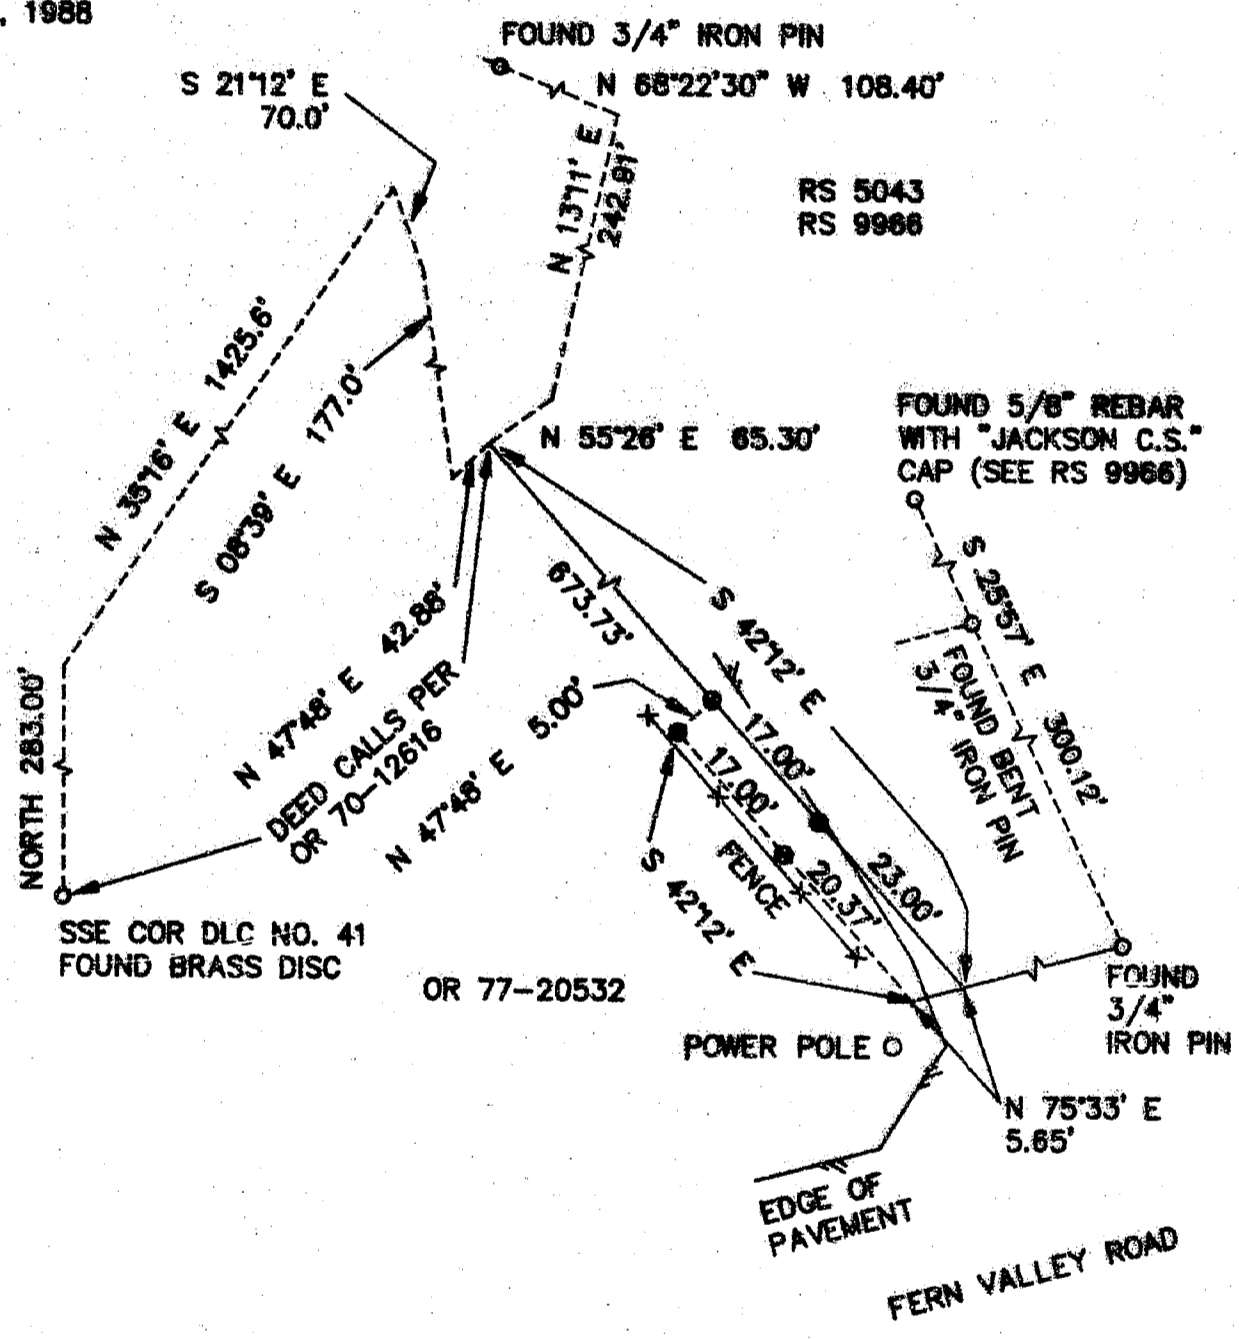 , 1988
FOUND 3/4" IRON PIN
S 21°12' E
70.0'
N 68°22'30" W 108.40'
N 13°11' E
242.91'
RS 5043
RS 9966
N 35°16' E 1425.6'
S 08°39' E 177.0'
N 55°26' E 65.30'
FOUND 5/8" REBAR
WITH "JACKSON C.S."
CAP (SEE RS 9966)
673.73'
S 42°12' E
S 25°57' E 300.12'
FOUND BENT
3/4" IRON PIN
N 47°48' E 42.88'
DEED CALLS PER
OR 70-12616
N 47°48' E 5.00'
NORTH 283.00'
17.00'
17.00'
FENCE
20.37'
23.00'
S 42°12' E
SSE COR DLC NO. 41
FOUND BRASS DISC
OR 77-20532
POWER POLE
FOUND
3/4"
IRON PIN
N 75°33' E
5.65'
EDGE OF
PAVEMENT
FERN VALLEY ROAD